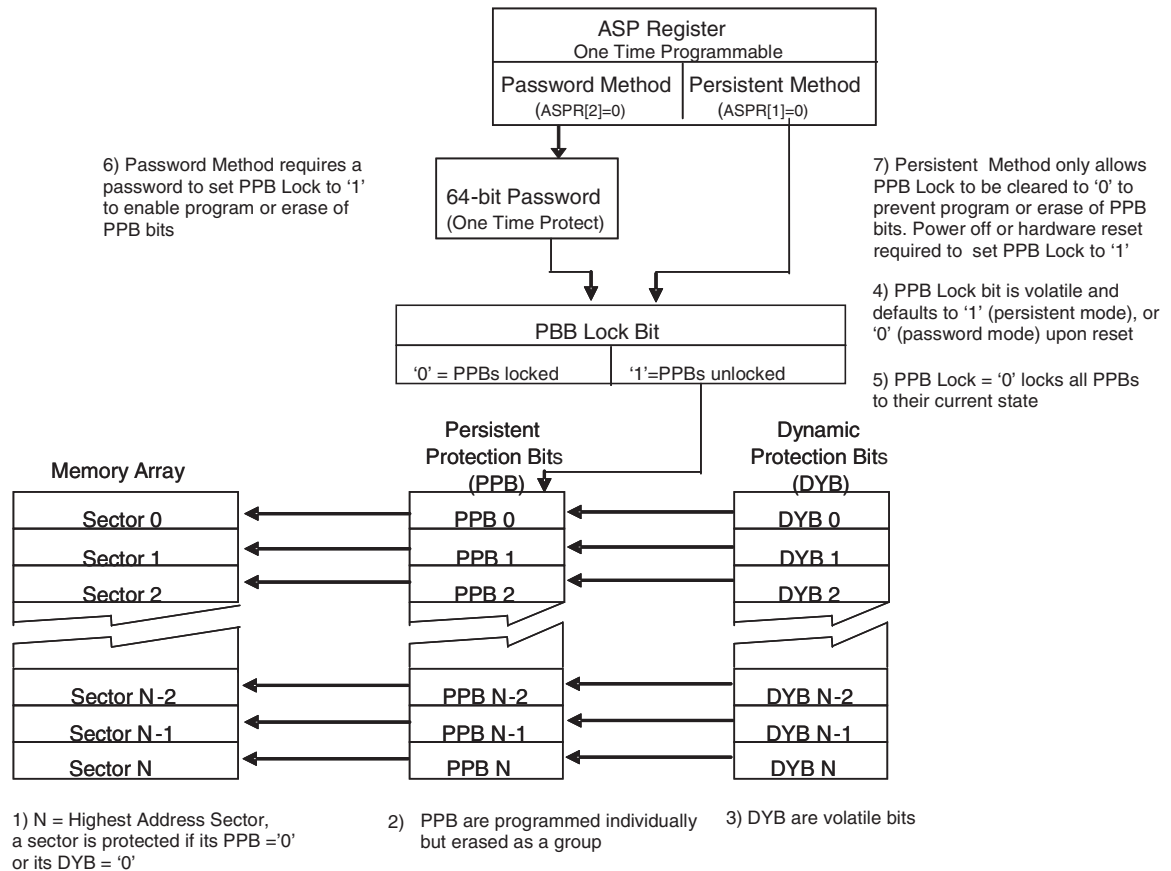 ASP Register
One Time Programmable
Password Method
(ASPR[2]=0)
Persistent Method
(ASPR[1]=0)
6) Password Method requires a
password to set PPB Lock to ‘1’
to enable program or erase of
PPB bits
64-bit Password
(One Time Protect)
7) Persistent Method only allows
PPB Lock to be cleared to ‘0’ to
prevent program or erase of PPB
bits. Power off or hardware reset
required to set PPB Lock to ‘1’
4) PPB Lock bit is volatile and
defaults to ‘1’ (persistent mode), or
‘0’ (password mode) upon reset
5) PPB Lock = ‘0’ locks all PPBs
to their current state
PBB Lock Bit
‘0’ = PPBs locked
‘1’=PPBs unlocked
Memory Array
Persistent
Protection Bits
(PPB)
Dynamic
Protection Bits
(DYB)
Sector 0
PPB 0
DYB 0
Sector 1
PPB 1
DYB 1
Sector 2
PPB 2
DYB 2
Sector N-2
PPB N-2
DYB N-2
Sector N-1
PPB N-1
DYB N-1
Sector N
PPB N
DYB N
1) N = Highest Address Sector,
a sector is protected if its PPB =‘0’
or its DYB = ‘0’
2) PPB are programmed individually
but erased as a group
3) DYB are volatile bits